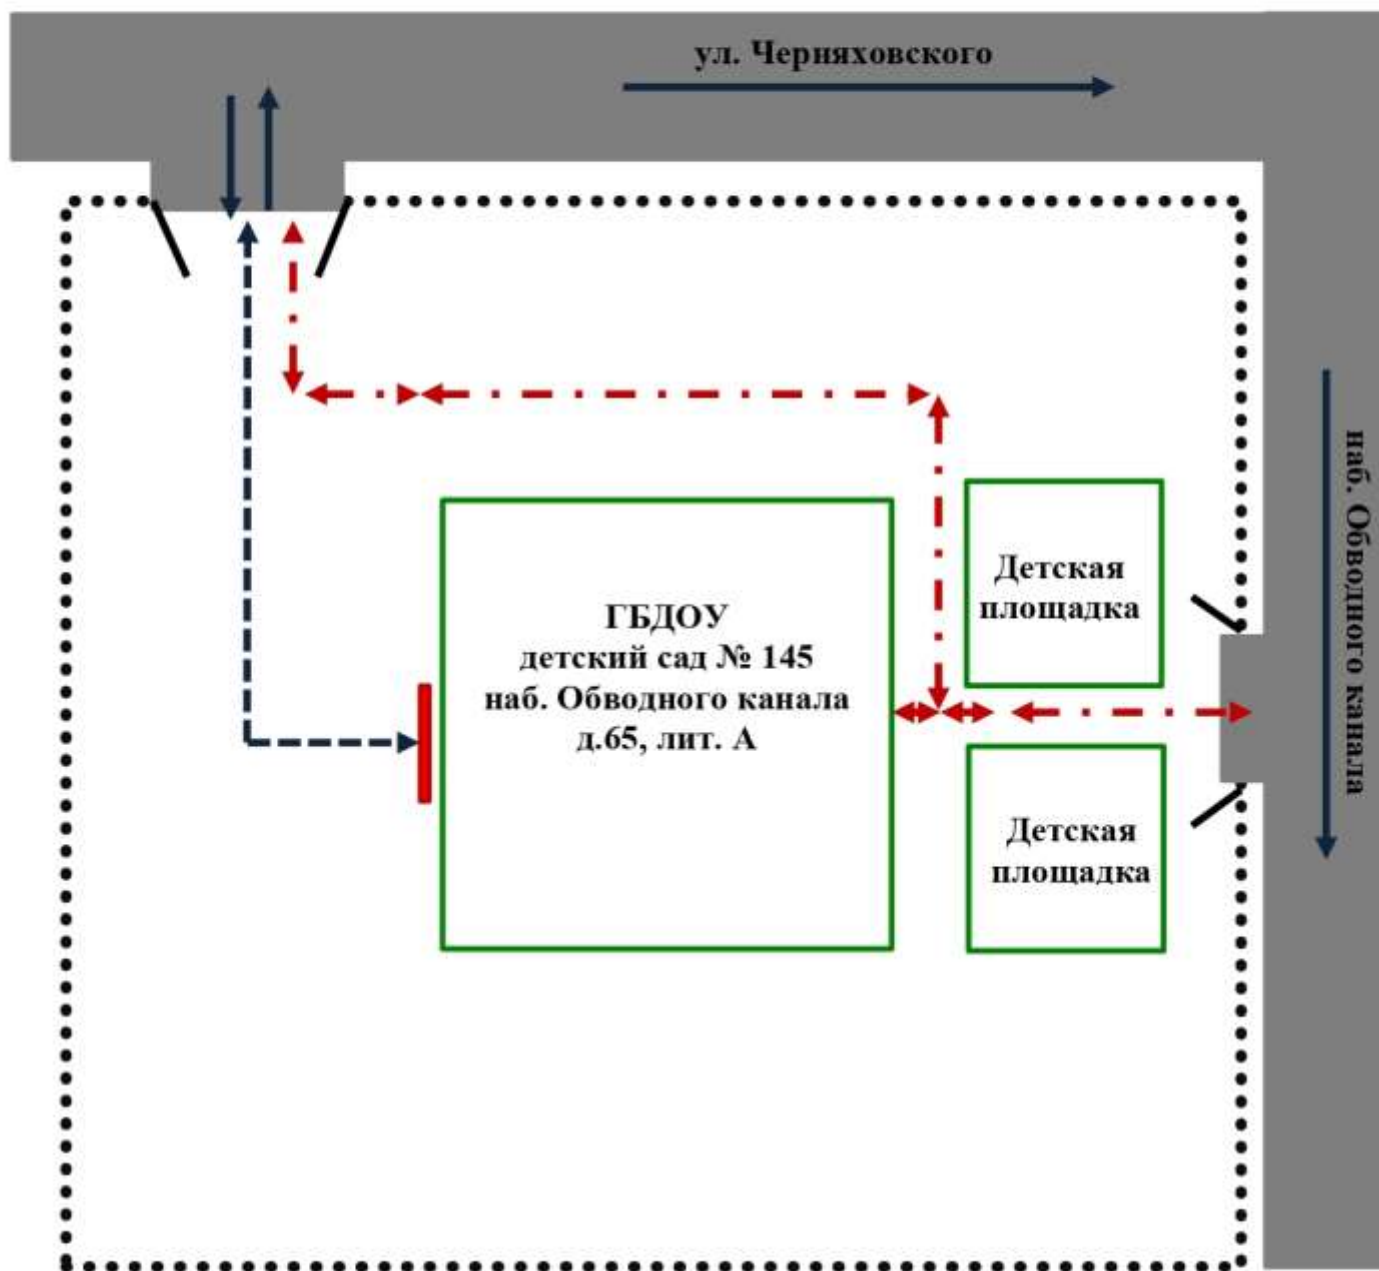 ул. Черняховского
наб. Обводного канала
Детская
площадка
ГБДОУ
детский сад № 145
наб. Обводного канала
д.65, лит. А
Детская
площадка